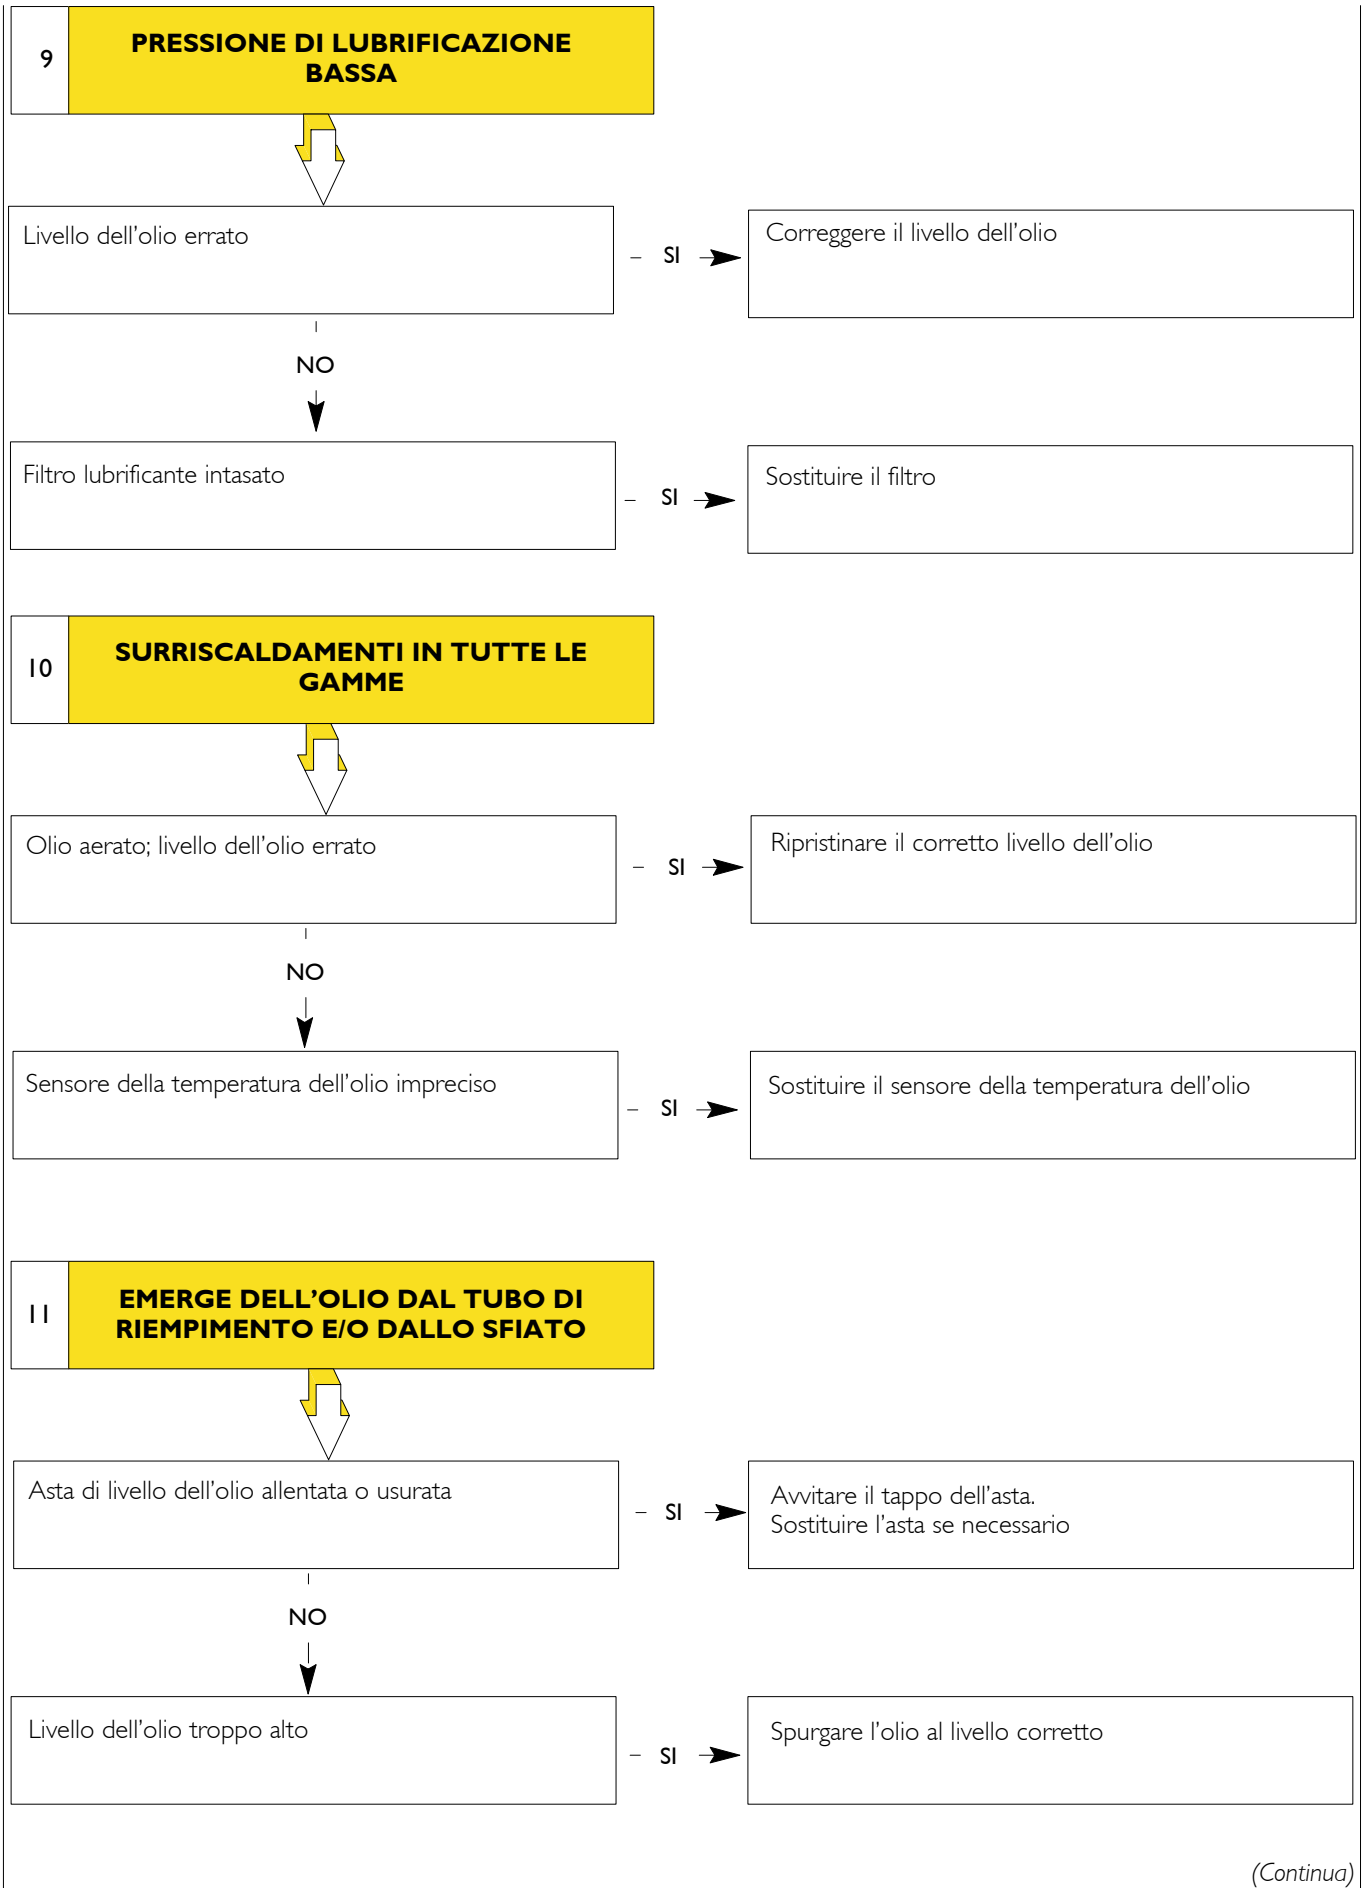 9
PRESSIONE DI LUBRIFICAZIONE
BASSA
Livello dell'olio errato
SI
Correggere il livello dell'olio
NO
Filtro lubrificante intasato
SI
Sostituire il filtro
10
SURRISCALDAMENTI IN TUTTE LE
GAMME
Olio aerato; livello dell'olio errato
SI
Ripristinare il corretto livello dell'olio
NO
Sensore della temperatura dell'olio impreciso
SI
Sostituire il sensore della temperatura dell'olio
11
EMERGE DELL'OLIO DAL TUBO DI
RIEMPIMENTO E/O DALLO SFIATO
Asta di livello dell'olio allentata o usurata
SI
Avvitare il tappo dell'asta.
Sostituire l'asta se necessario
NO
Livello dell'olio troppo alto
SI
Spurgare l'olio al livello corretto
(Continua)